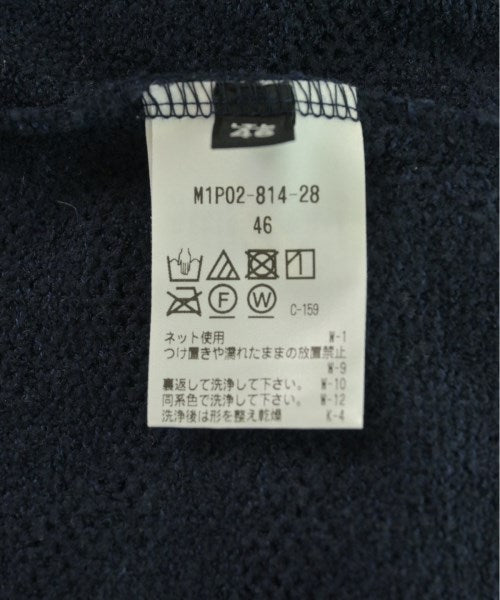 M1P02-814-28
46
F W C-159
ネット使用 W-1
つけ置きや濡れたままの放置禁止
W-9
裏返して洗浄して下さい。 W-10
同系色で洗浄して下さい。 W-12
洗浄後は形を整え乾燥 K-4